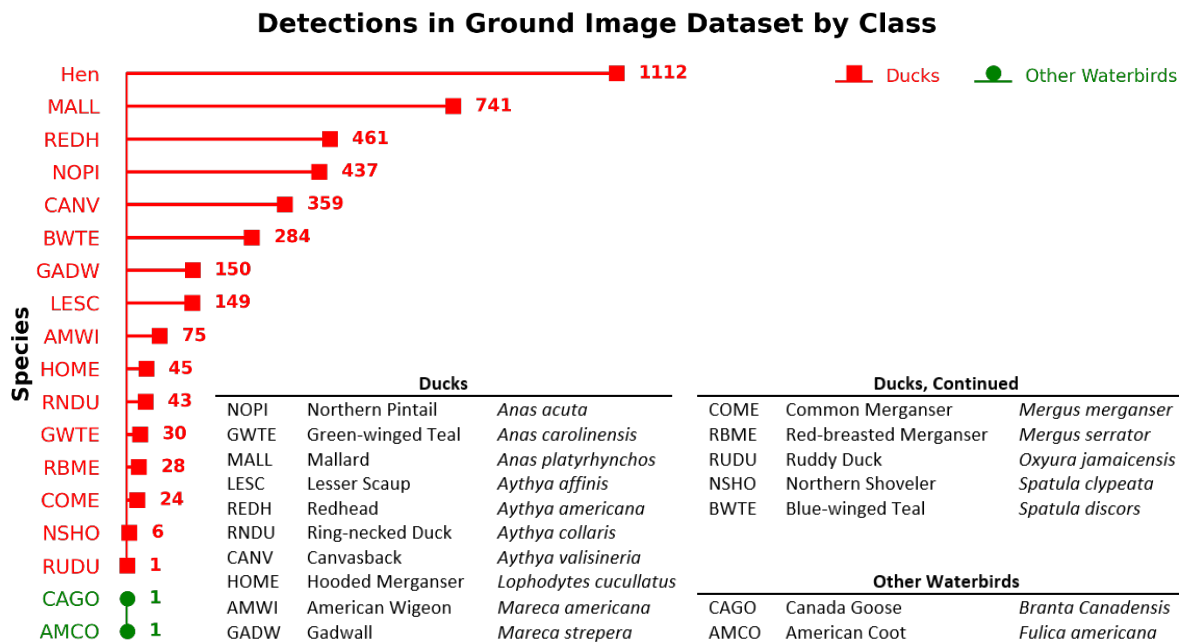 Detections in Ground Image Dataset by Class
Ducks Other Waterbirds
Species
Hen 1112
MALL 741
REDH 461
NOPI 437
CANV 359
BWTE 284
GADW 150
LESC 149
AMWI 75
HOME 45
RNDU 43
GWTE 30
RBME 28
COME 24
NSHO 6
RUDU 1
CAGO 1
AMCO 1
Ducks
NOPI Northern Pintail Anas acuta
GWTE Green-winged Teal Anas carolinensis
MALL Mallard Anas platyrhynchos
LESC Lesser Scaup Aythya affinis
REDH Redhead Aythya americana
RNDU Ring-necked Duck Aythya collaris
CANV Canvasback Aythya valisineria
HOME Hooded Merganser Lophodytes cucullatus
AMWI American Wigeon Mareca americana
GADW Gadwall Mareca strepera
Ducks, Continued
COME Common Merganser Mergus merganser
RBME Red-breasted Merganser Mergus serrator
RUDU Ruddy Duck Oxyura jamaicensis
NSHO Northern Shoveler Spatula clypeata
BWTE Blue-winged Teal Spatula discors
Other Waterbirds
CAGO Canada Goose Branta Canadensis
AMCO American Coot Fulica americana